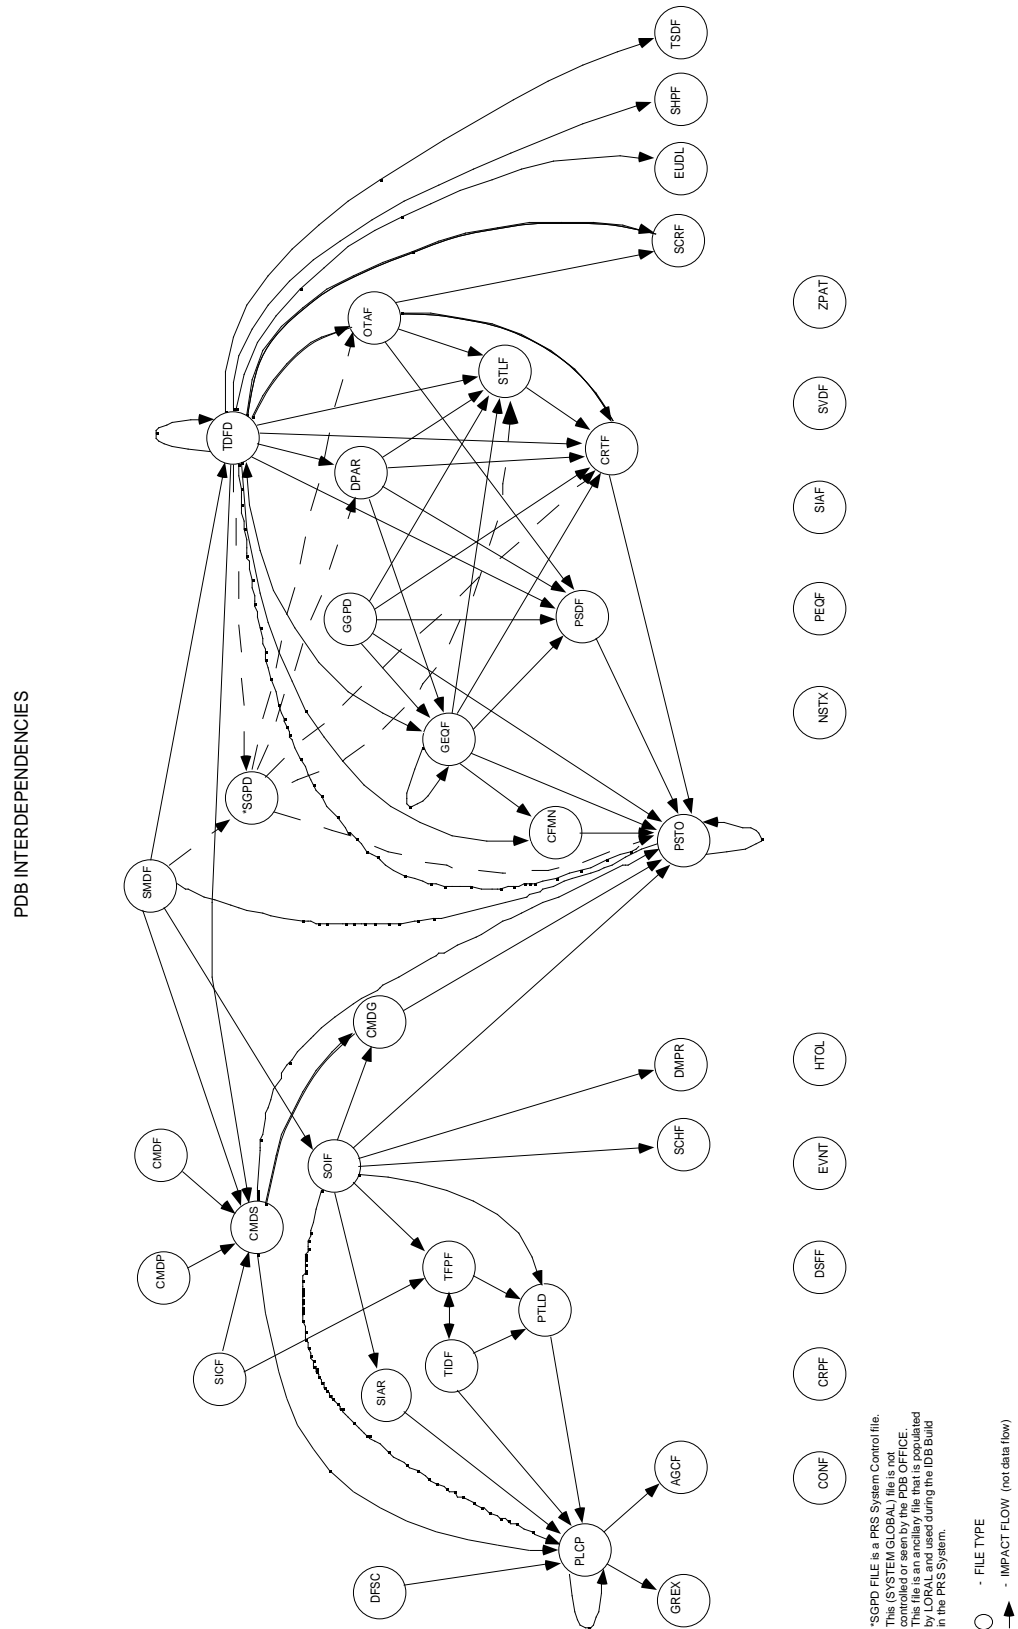 PDB INTERDEPENDENCIES
TSDF
SHPF
EUDL
SCRF
ZPAT
OTAF
STLF
SVDF
TDFD
DPAR
CRTF
SIAF
GGPD
PSDF
PEQF
GEQF
NSTX
*SGPD
CFMN
PSTO
SMDF
CMDG
DMPR
HTOL
CMDF
SOIF
SCHF
EVNT
CMDS
CMDP
TFPF
PTLD
DSFF
SICF
TIDF
SIAR
CRPF
AGCF
CONF
PLCP
DFSC
GREX
*SGPD FILE is a PRS System Control file.
This (SYSTEM GLOBAL) file is not
controlled or seen by the PDB OFFICE.
This file is an ancillary file that is populated
by LORAL and used during the IDB Build
in the PRS System.
- FILE TYPE
- IMPACT FLOW (not data flow)